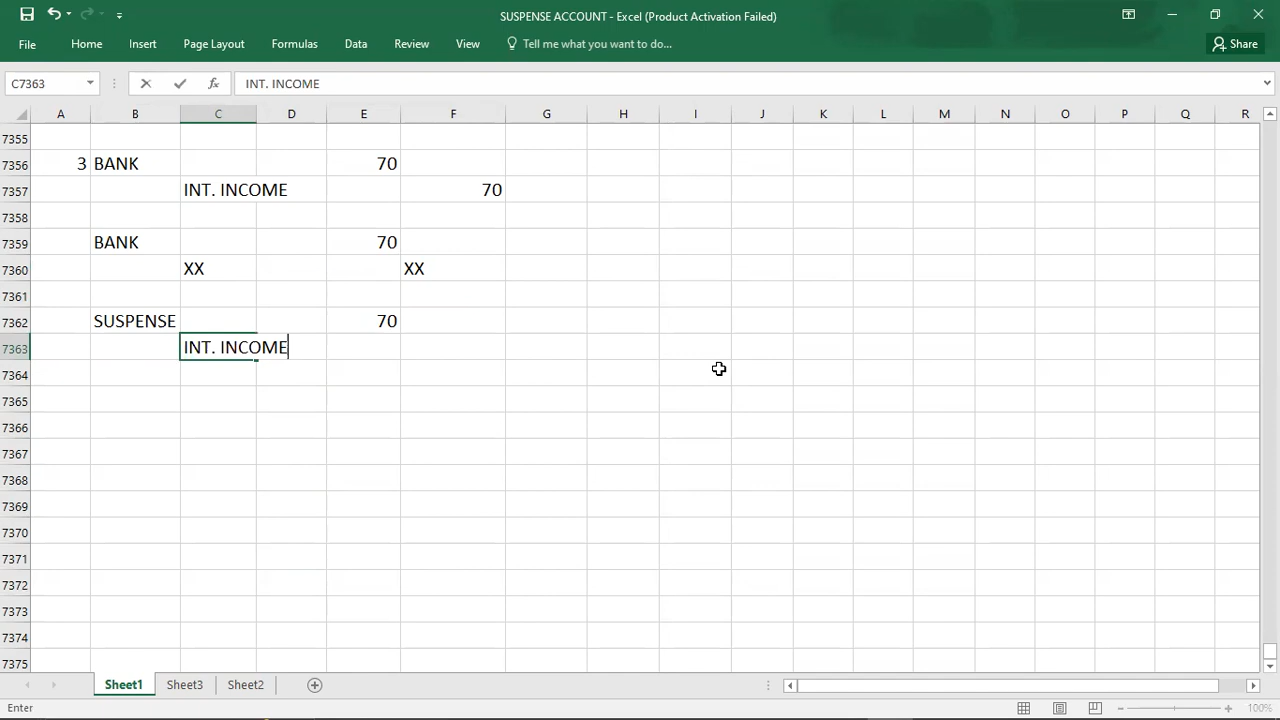 SUSPENSE ACCOUNT - Excel (Product Activation Failed)
File Home Insert Page Layout Formulas Data Review View Tell me what you want to do... Share
C7363 INT. INCOME
A B C D E F G H I J K L M N O P Q R
7355
7356 3 BANK 70
7357 INT. INCOME 70
7358
7359 BANK 70
7360 XX XX
7361
7362 SUSPENSE 70
7363 INT. INCOME
7364
7365
7366
7367
7368
7369
7370
7371
7372
7373
7374
7375
Sheet1 Sheet3 Sheet2
Enter 100%